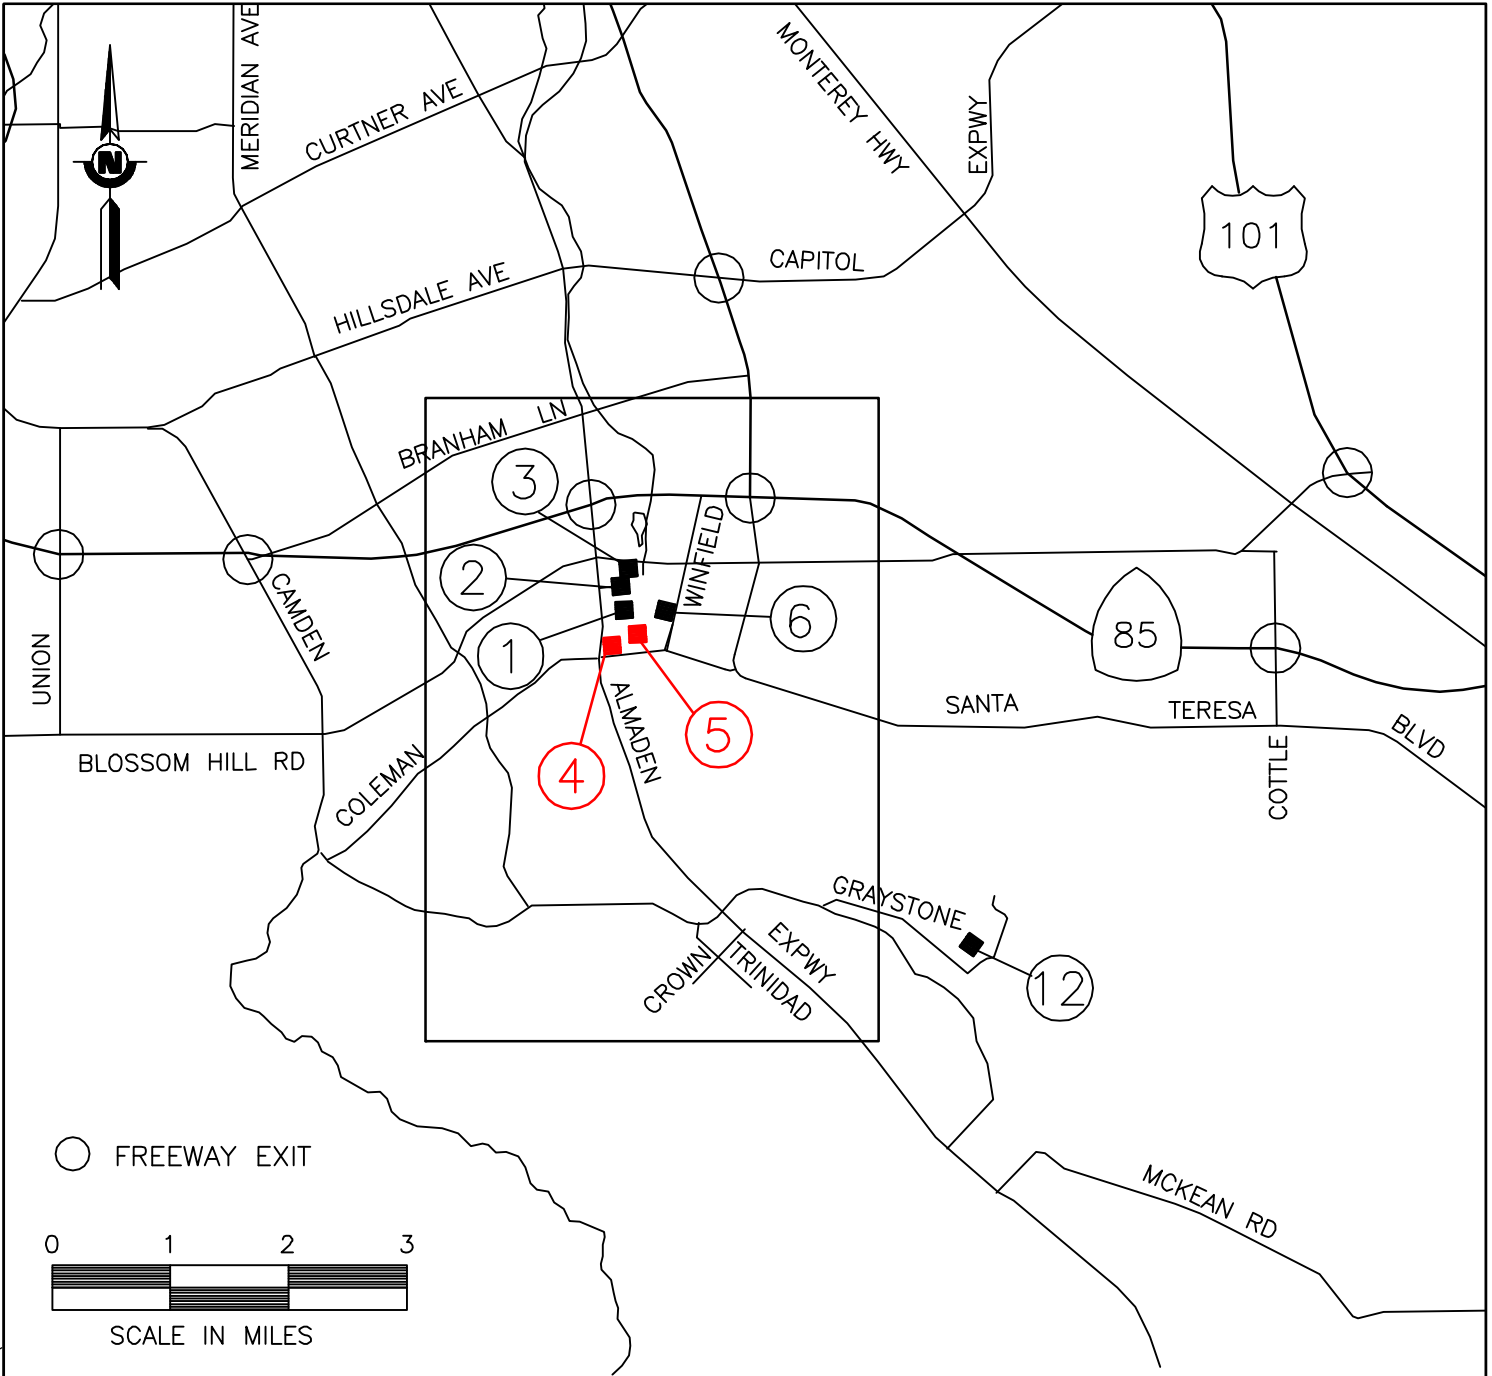 MERIDIAN AVE
CURTNER AVE
MONTEREY HWY
EXPWY
N
101
CAPITOL
HILLSDALE AVE
BRANHAM LN
3
WINFIELD
2
CAMDEN
6
85
1
UNION
ALMADEN
SANTA TERESA BLVD
5
BLOSSOM HILL RD
4
COLEMAN
COTTLE
GRAYSTONE
EXPWY
CROWN
TRINIDAD
12
FREEWAY EXIT
MCKEAN RD
0 1 2 3
SCALE IN MILES